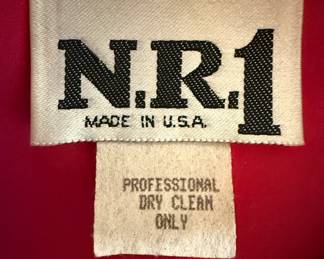 N.R.1
MADE IN U.S.A.
PROFESSIONAL
DRY CLEAN
ONLY